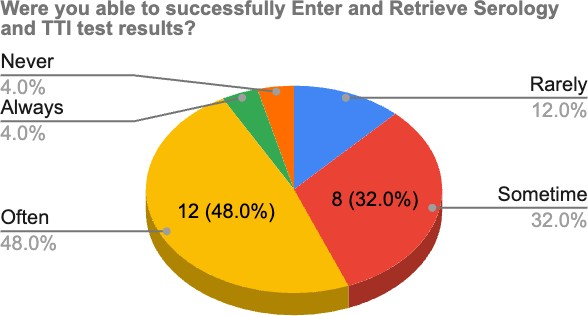 Were you able to successfully Enter and Retrieve Serology
and TTI test results?
Never
4.0%
Always
4.0%
Often
48.0%
Rarely
12.0%
Sometime
32.0%
12 (48.0%)
8 (32.0%)